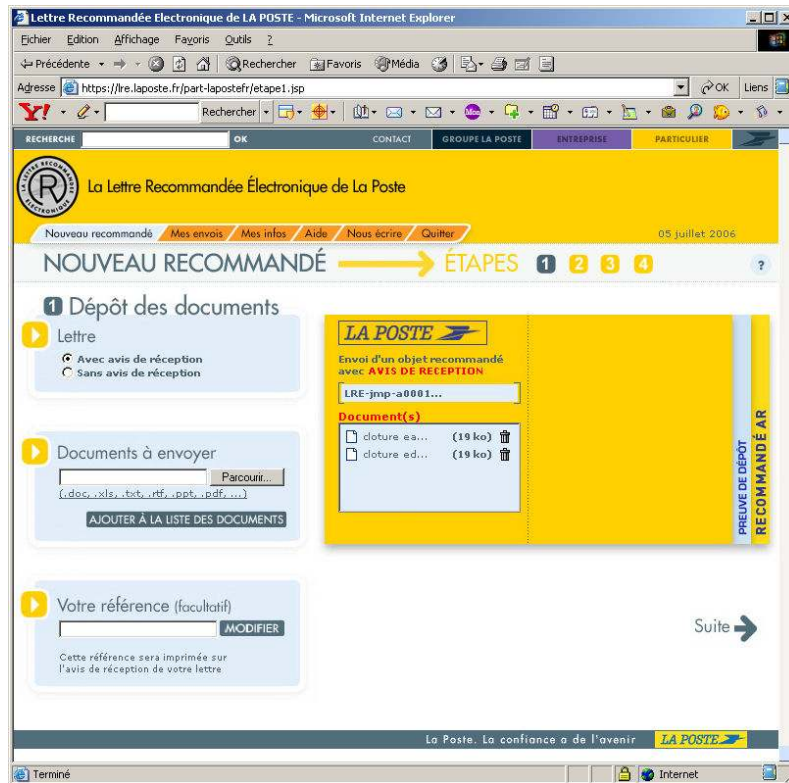 Lettre Recommandée Electronique de LA POSTE - Microsoft Internet Explorer
Fichier Edition Affichage Favoris Outils ?
Précédente Rechercher Favoris Média
Adresse https://lre.laposte.fr/part-lapostefr/etape1.jsp OK Liens
Y! Rechercher
RECHERCHE OK CONTACT GROUPE LA POSTE ENTREPRISE PARTICULIER
LA LETTRE RECOMMANDÉE ÉLECTRONIQUE
R
La Lettre Recommandée Électronique de La Poste
Nouveau recommandé Mes envois Mes infos Aide Nous écrire Quitter 05 juillet 2006
NOUVEAU RECOMMANDÉ ÉTAPES 1 2 3 4 ?
1 Dépôt des documents
Lettre
Avec avis de réception
Sans avis de réception
Documents à envoyer
Parcourir...
(.doc, .xls, .txt, .rtf, .ppt, .pdf, ...)
AJOUTER À LA LISTE DES DOCUMENTS
Votre référence (facultatif)
MODIFIER
Cette référence sera imprimée sur
l'avis de réception de votre lettre
LA POSTE
Envoi d'un objet recommandé
avec AVIS DE RECEPTION
LRE-jmp-a0001...
Document(s)
cloture ea... (19 ko)
cloture ed... (19 ko)
PREUVE DE DÉPÔT
RECOMMANDÉ AR
Suite
La Poste. La confiance a de l'avenir LA POSTE
Terminé Internet